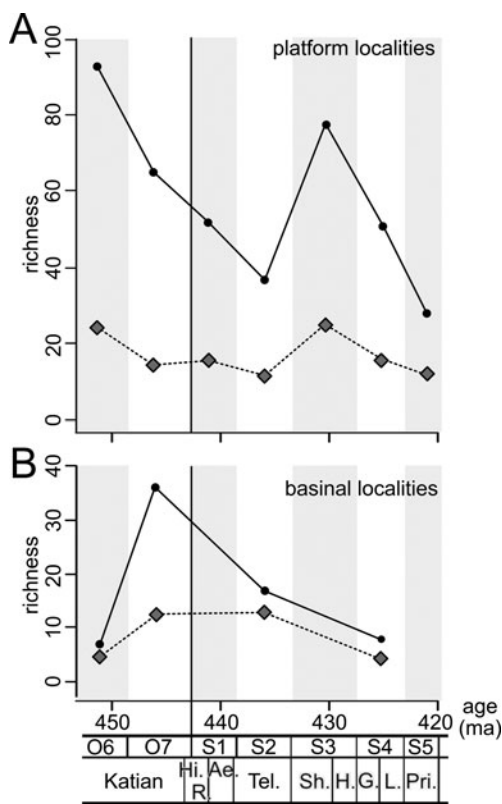 A
platform localities
richness
100
80
60
40
20
0
B
basinal localities
richness
40
30
20
10
0
450 440 430 420
age
(ma)
O6 O7 S1 S2 S3 S4 S5
Katian Hi. R. Ae. Tel. Sh. H. G. L. Pri.